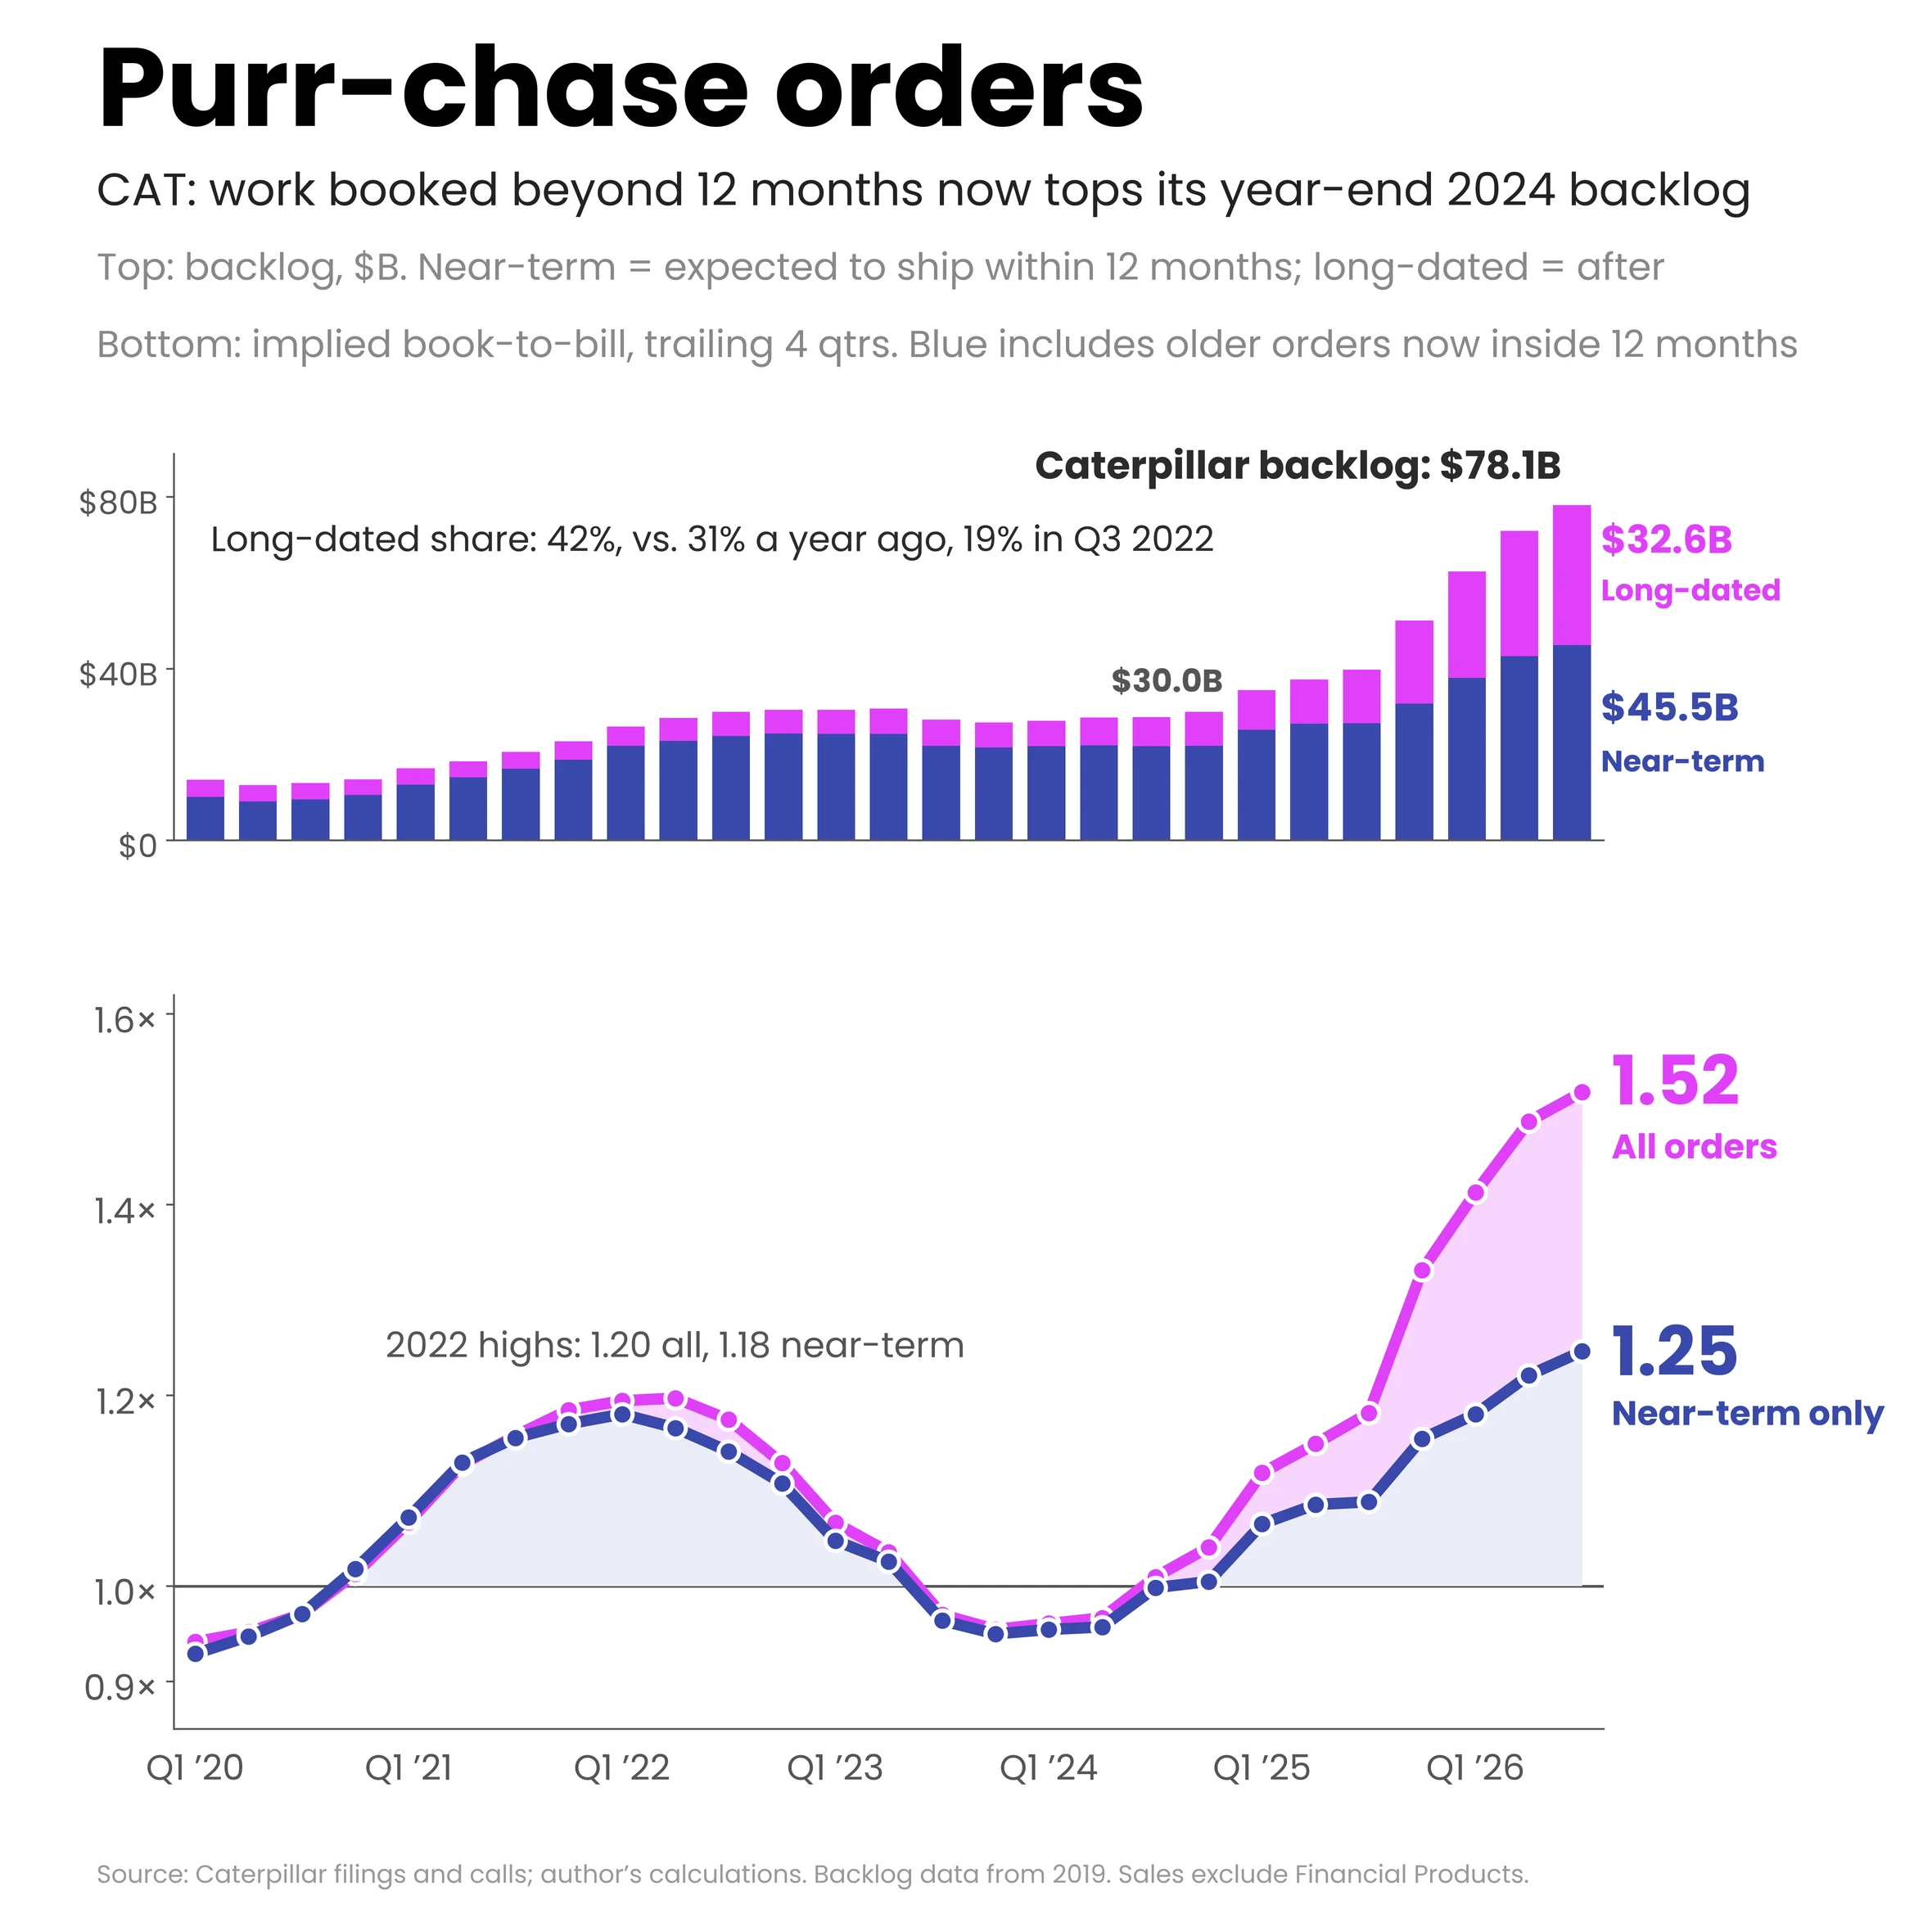 Purr-chase orders
CAT: work booked beyond 12 months now tops its year-end 2024 backlog
Top: backlog, $B. Near-term = expected to ship within 12 months; long-dated = after
Bottom: implied book-to-bill, trailing 4 qtrs. Blue includes older orders now inside 12 months
Caterpillar backlog: $78.1B
$80B
Long-dated share: 42%, vs. 31% a year ago, 19% in Q3 2022
$32.6B
Long-dated
$40B
$30.0B
$45.5B
Near-term
$0
1.6×
1.52
All orders
1.4×
2022 highs: 1.20 all, 1.18 near-term
1.25
Near-term only
1.2×
1.0×
0.9×
Q1 ’20 Q1 ’21 Q1 ’22 Q1 ’23 Q1 ’24 Q1 ’25 Q1 ’26
Source: Caterpillar filings and calls; author’s calculations. Backlog data from 2019. Sales exclude Financial Products.